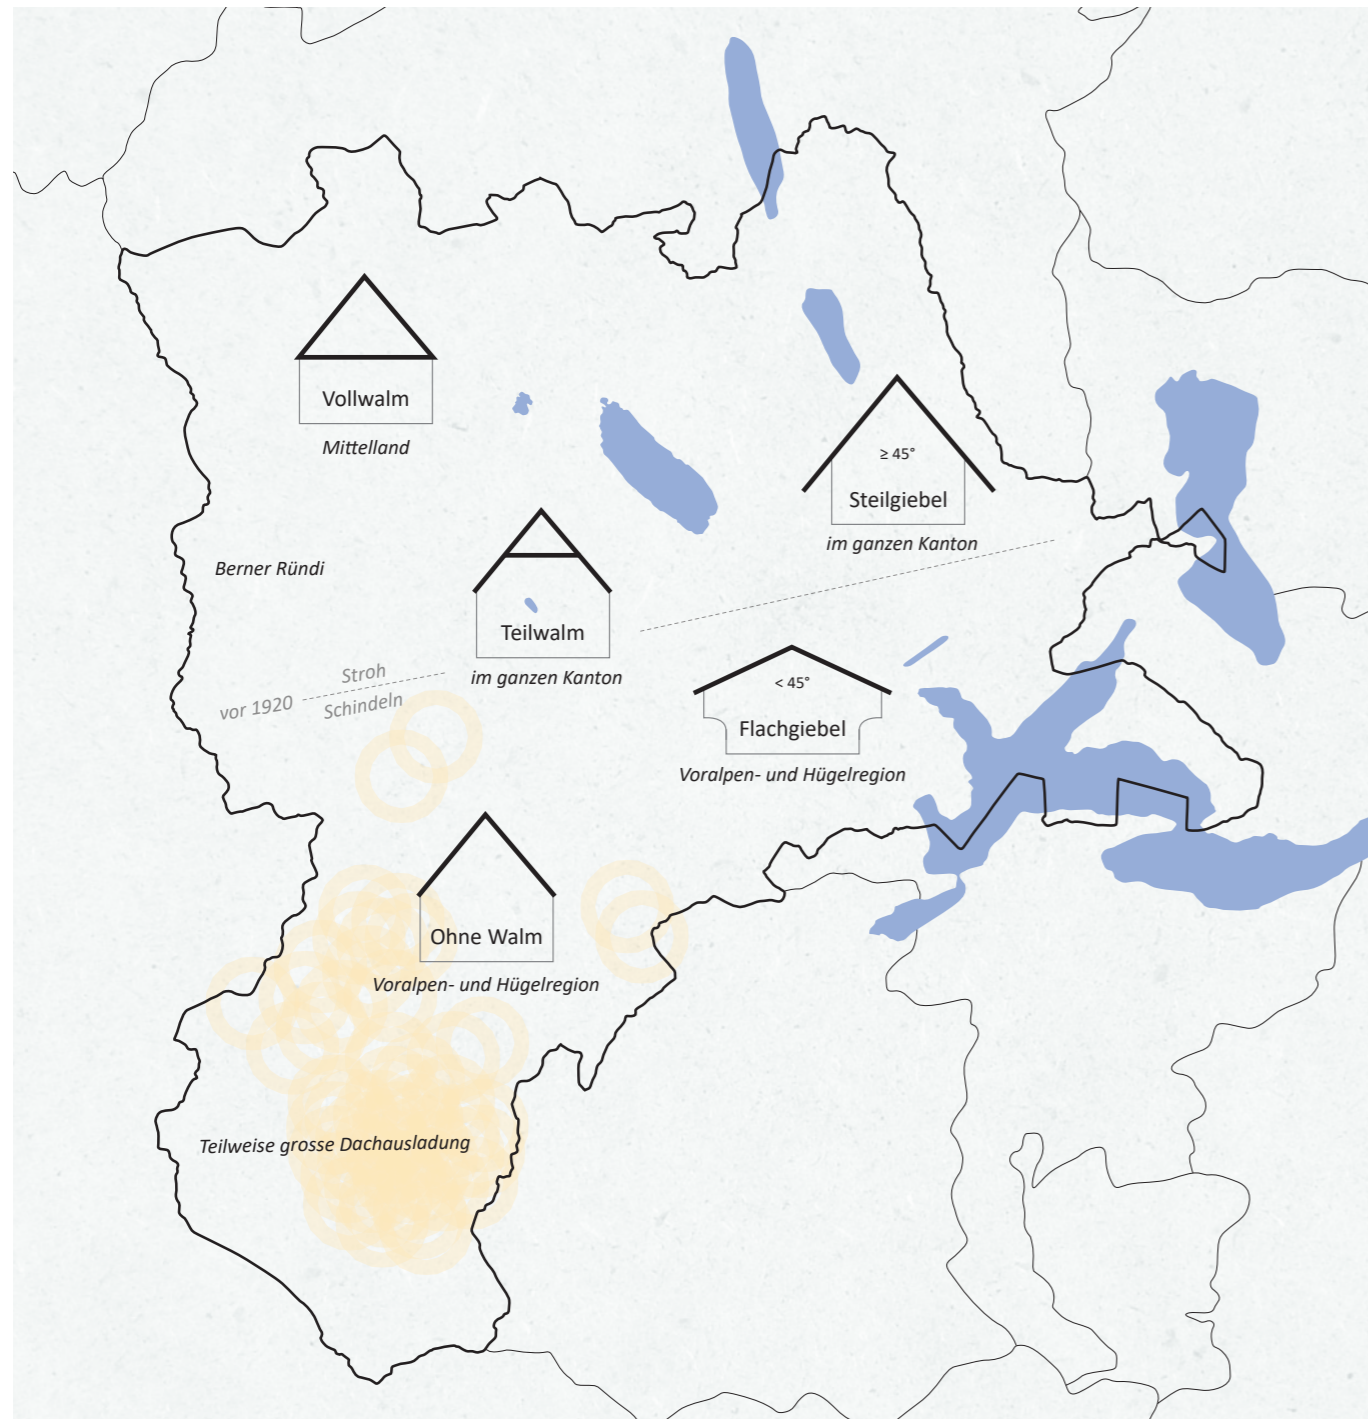 Vollwalm
Mittelland
≥ 45°
Steilgiebel
im ganzen Kanton
Berner Ründi
Teilwalm
im ganzen Kanton
vor 1920
Stroh
Schindeln
< 45°
Flachgiebel
Voralpen- und Hügelregion
Ohne Walm
Voralpen- und Hügelregion
Teilweise grosse Dachausladung